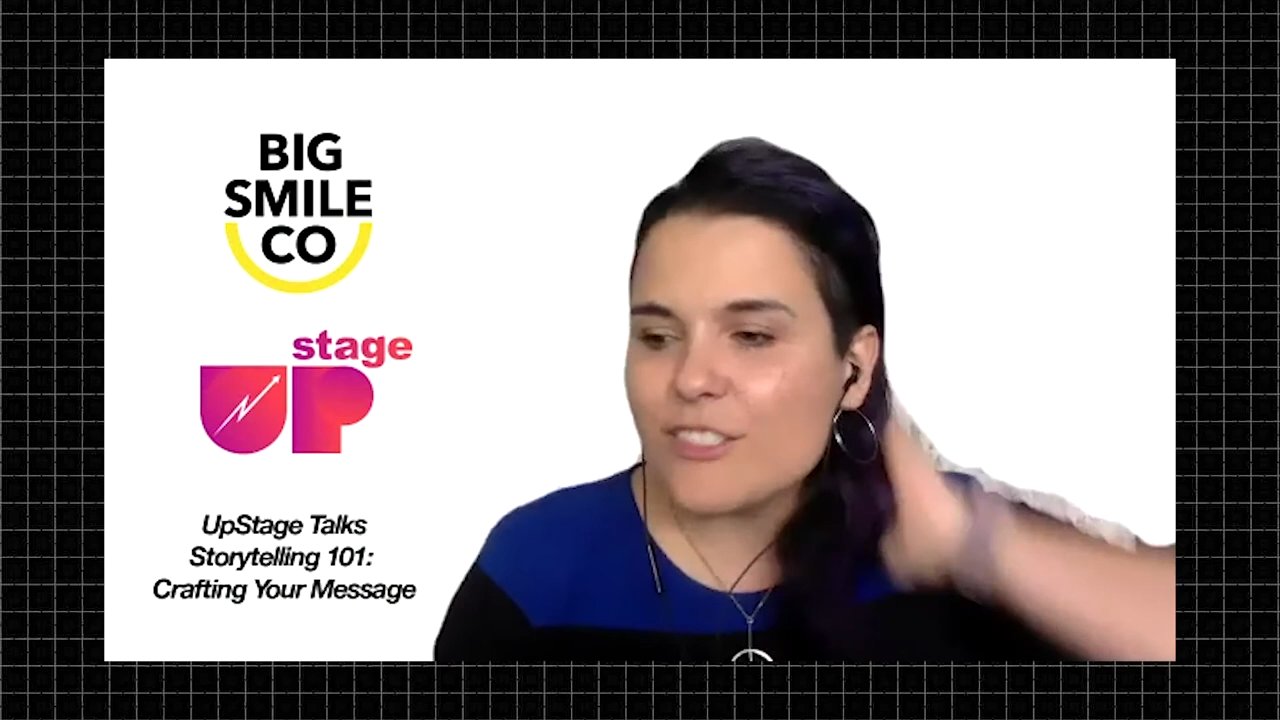 BIG
SMILE
CO
stage
UP
UpStage Talks
Storytelling 101:
Crafting Your Message